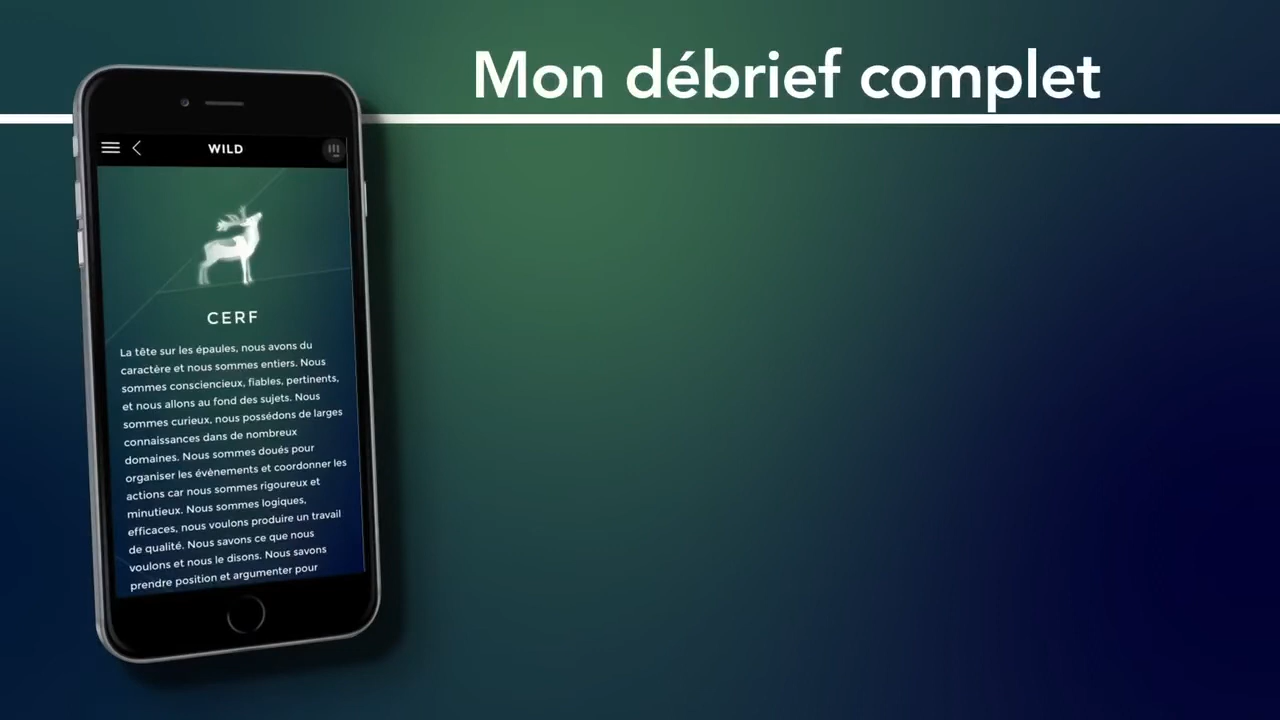 Mon débrief complet
WILD
CERF
La tête sur les épaules, nous avons du
caractère et nous sommes entiers. Nous
sommes consciencieux, fiables, pertinents,
et nous allons au fond des sujets. Nous
sommes curieux, nous possédons de larges
connaissances dans de nombreux
domaines. Nous sommes doués pour
organiser les évènements et coordonner les
actions car nous sommes rigoureux et
minutieux. Nous sommes logiques,
efficaces, nous voulons produire un travail
de qualité. Nous savons ce que nous
voulons et nous le disons. Nous savons
prendre position et argumenter pour